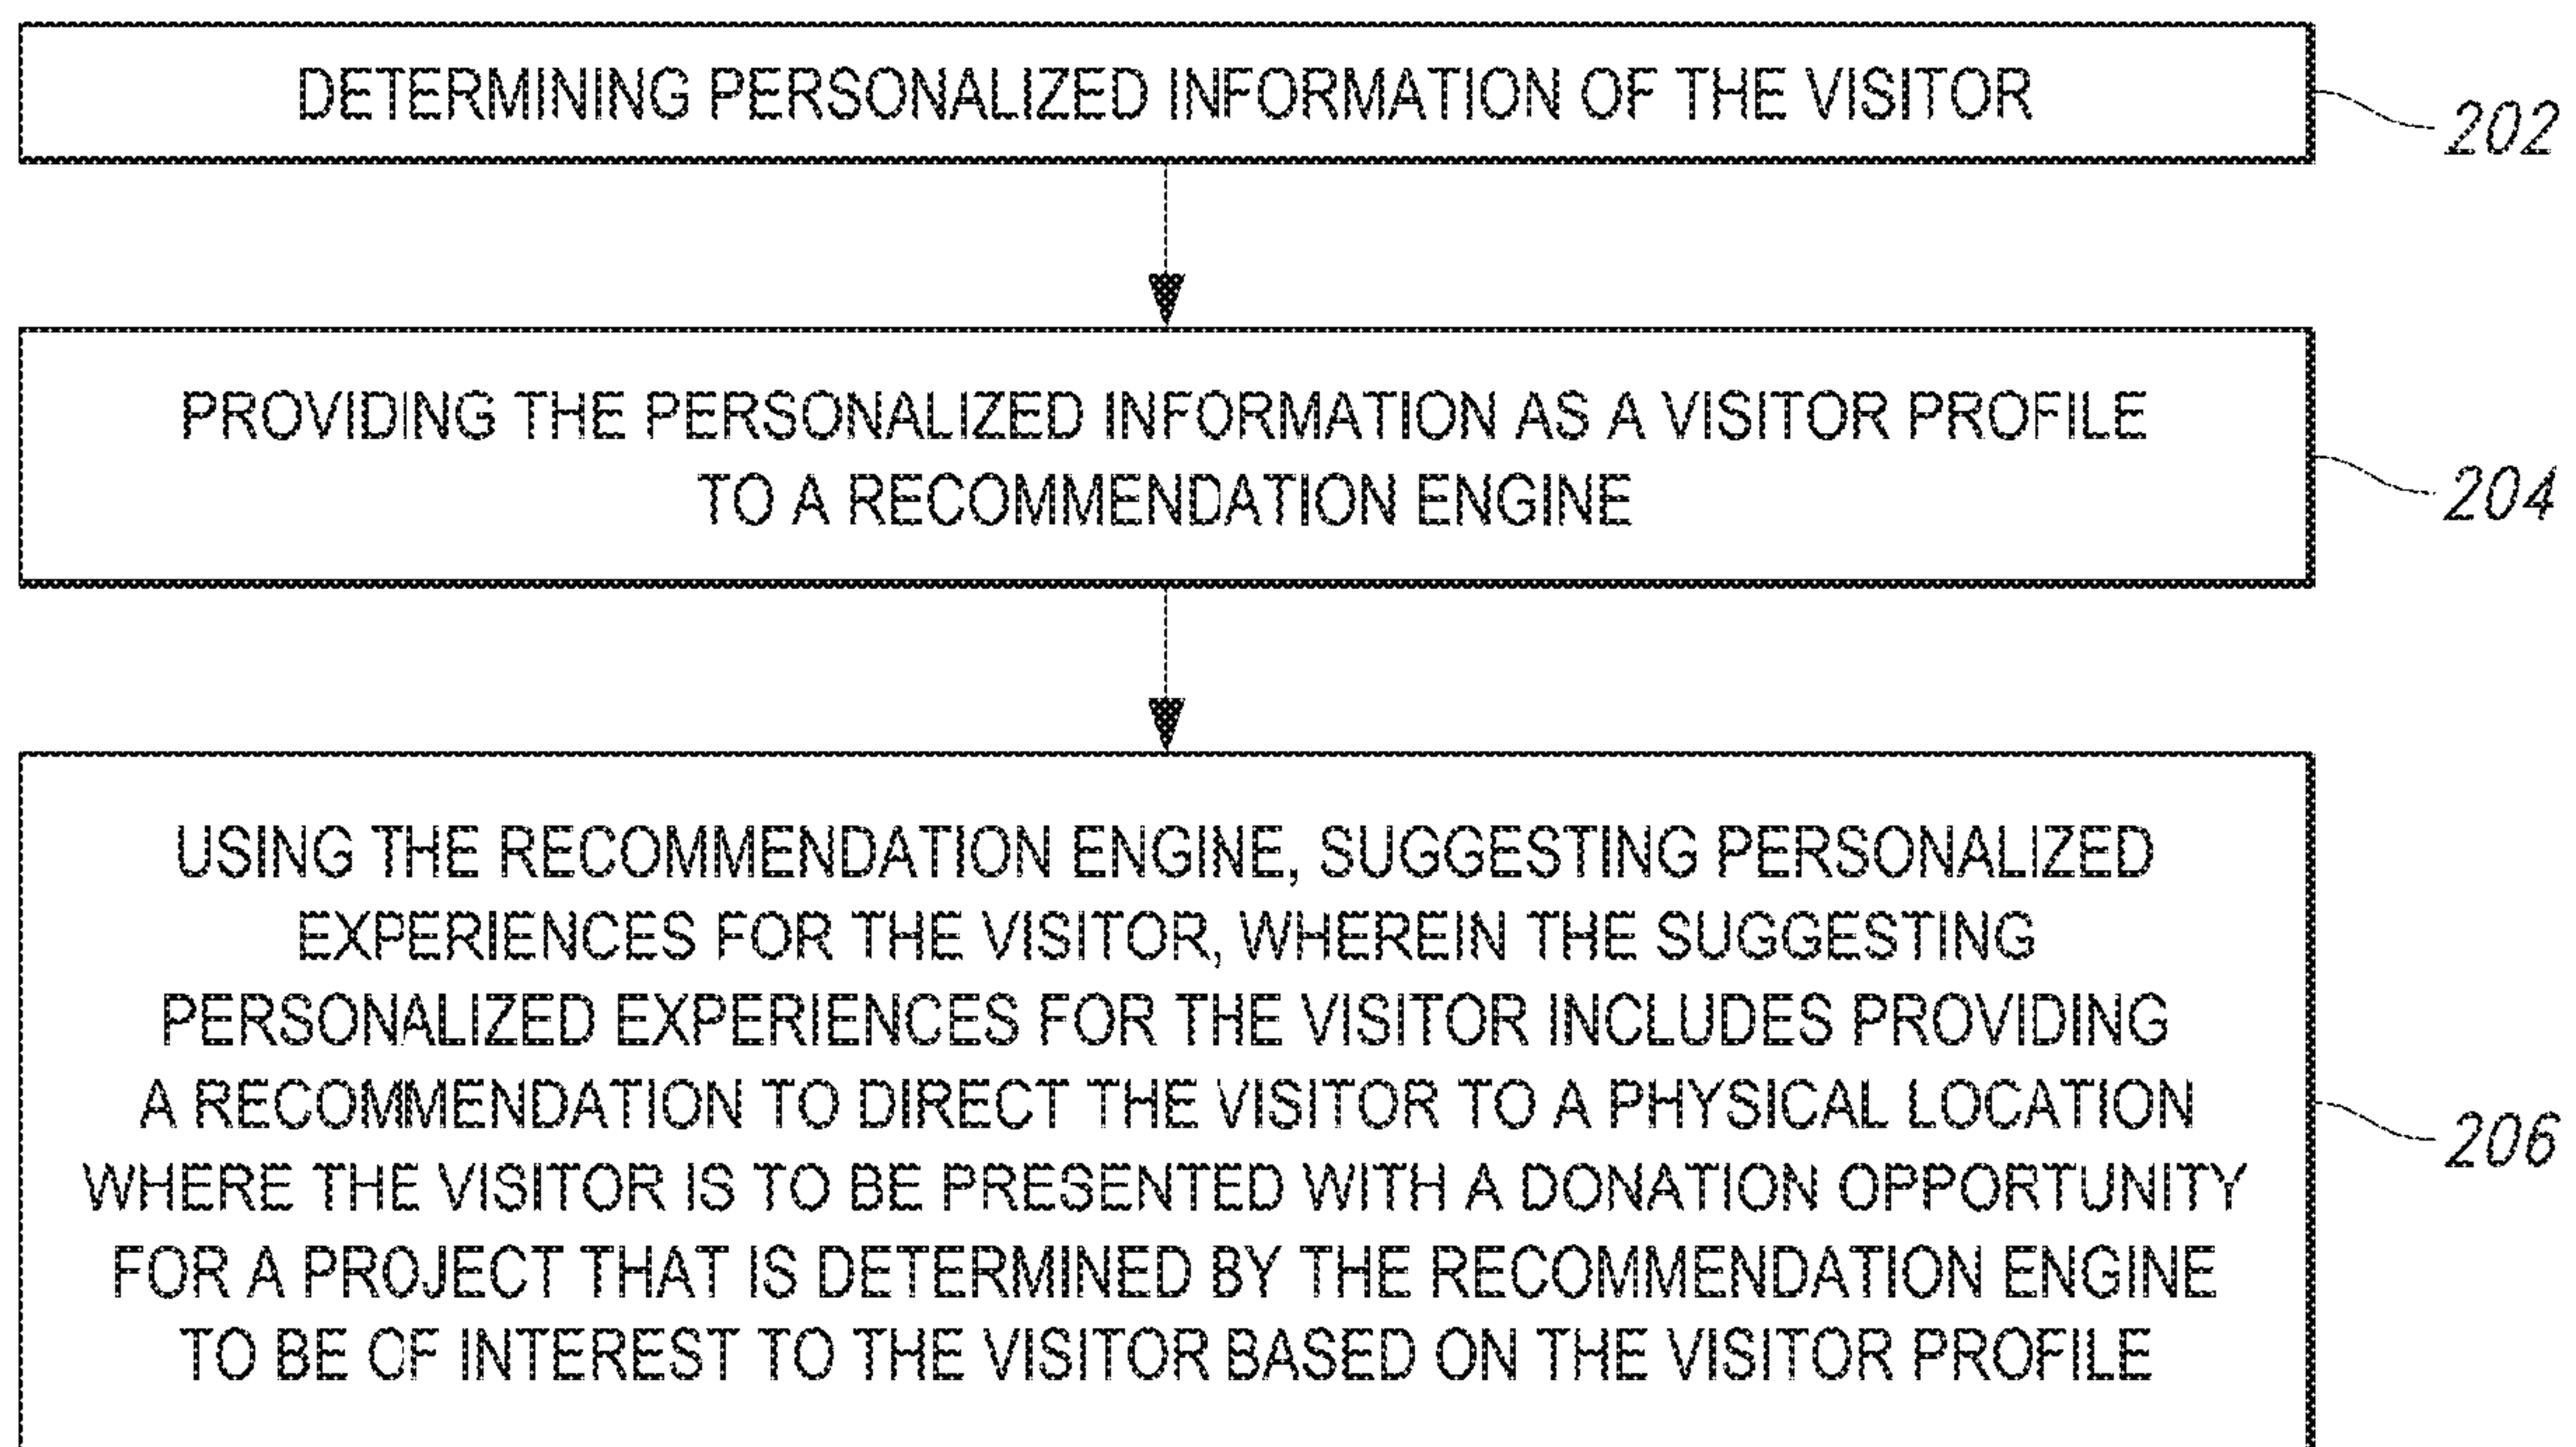 DETERMINING PERSONALIZED INFORMATION OF THE VISITOR
202
PROVIDING THE PERSONALIZED INFORMATION AS A VISITOR PROFILE
TO A RECOMMENDATION ENGINE
204
USING THE RECOMMENDATION ENGINE, SUGGESTING PERSONALIZED
EXPERIENCES FOR THE VISITOR, WHEREIN THE SUGGESTING
PERSONALIZED EXPERIENCES FOR THE VISITOR INCLUDES PROVIDING
A RECOMMENDATION TO DIRECT THE VISITOR TO A PHYSICAL LOCATION
WHERE THE VISITOR IS TO BE PRESENTED WITH A DONATION OPPORTUNITY
FOR A PROJECT THAT IS DETERMINED BY THE RECOMMENDATION ENGINE
TO BE OF INTEREST TO THE VISITOR BASED ON THE VISITOR PROFILE
206